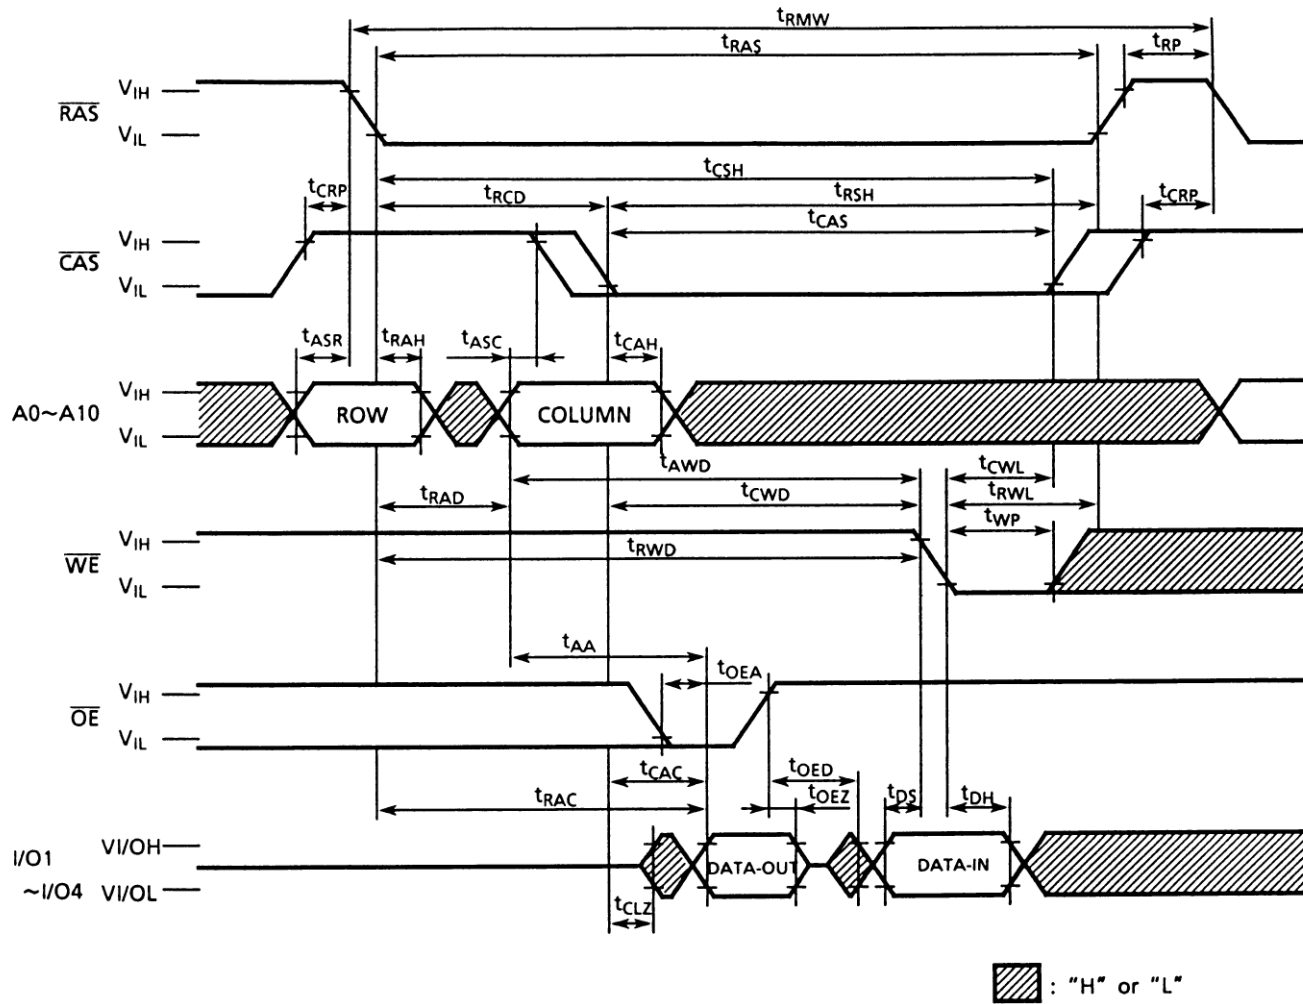 tRMW
tRAS
tRP
RAS
VIH
VIL
tCSH
tCRP
tRCD
tRSH
tCRP
tCAS
CAS
VIH
VIL
tASR
tRAH
tASC
tCAH
A0~A10
VIH
VIL
ROW
COLUMN
tAWD
tCWL
tRAD
tCWD
tRWL
tWP
WE
VIH
VIL
tRWD
tAA
tOEA
OE
VIH
VIL
tCAC
tOED
tRAC
tOEZ
tDS
tDH
I/O1
~I/O4
VI/OH
VI/OL
DATA-OUT
DATA-IN
tCLZ
: "H" or "L"